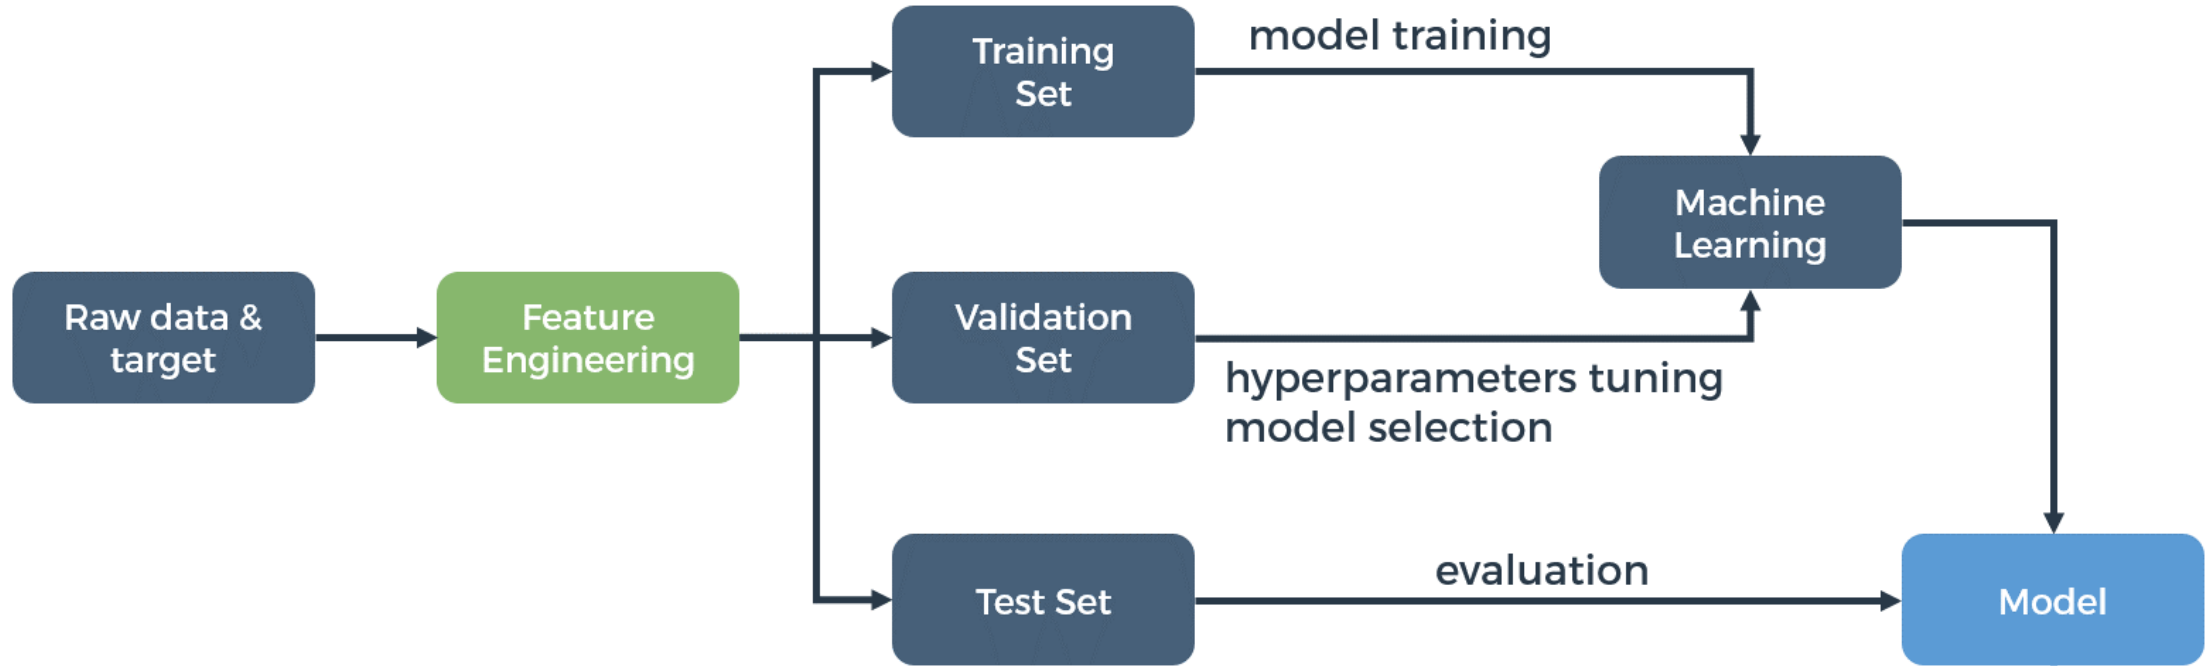 Training
Set
model training
Machine
Learning
Raw data &
target
Feature
Engineering
Validation
Set
hyperparameters tuning
model selection
Test Set
evaluation
Model